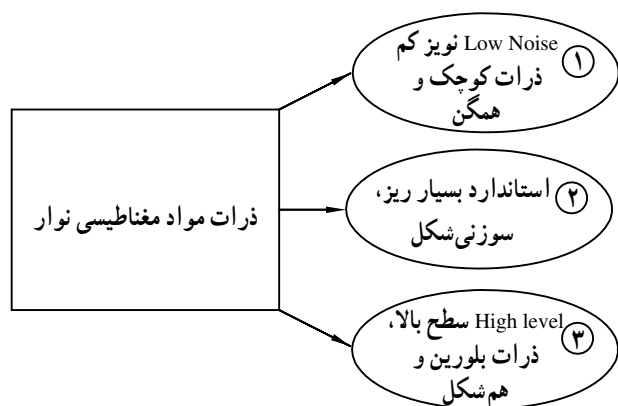 ذرات مواد مغناطیسی نوار
۱
Low Noise نویز کم
ذرات کوچک و
همگن
۲
استاندارد بسیار ریز،
سوزنی‌شکل
۳
High level سطح بالا،
ذرات بلورین و
هم‌شکل